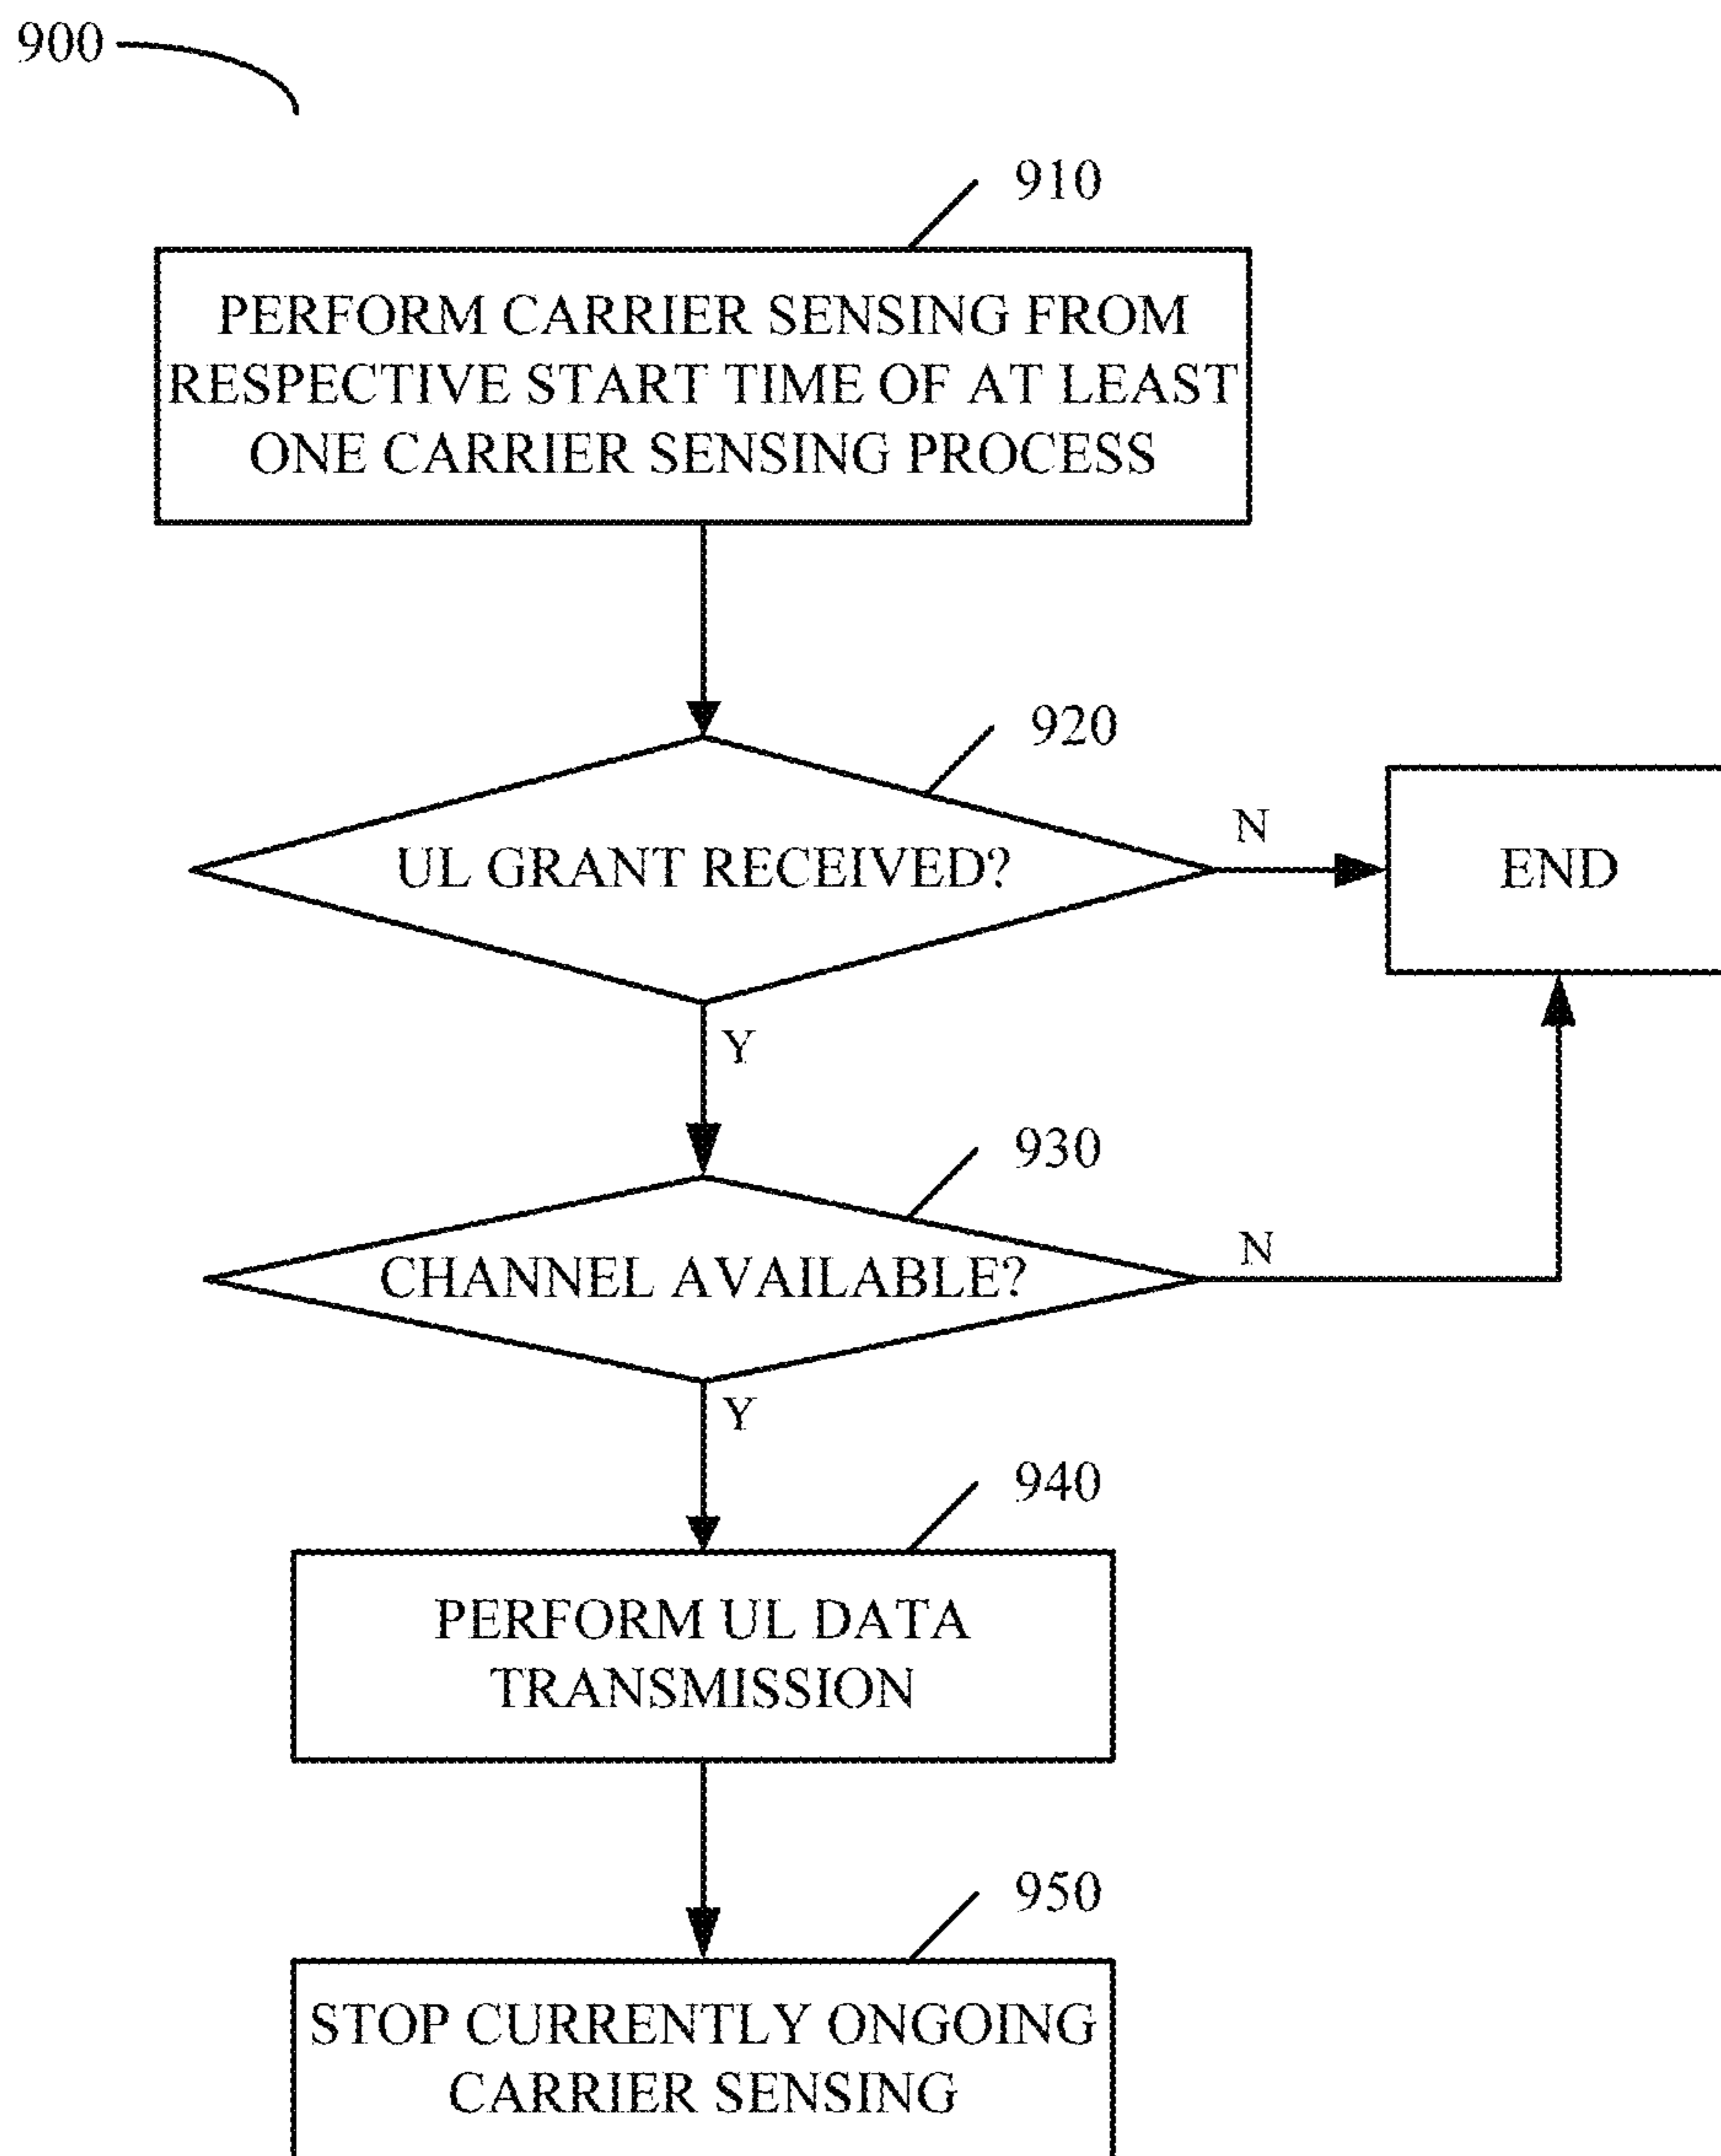 900
910
PERFORM CARRIER SENSING FROM
RESPECTIVE START TIME OF AT LEAST
ONE CARRIER SENSING PROCESS
920
UL GRANT RECEIVED?
N
END
Y
930
CHANNEL AVAILABLE?
N
Y
940
PERFORM UL DATA
TRANSMISSION
950
STOP CURRENTLY ONGOING
CARRIER SENSING